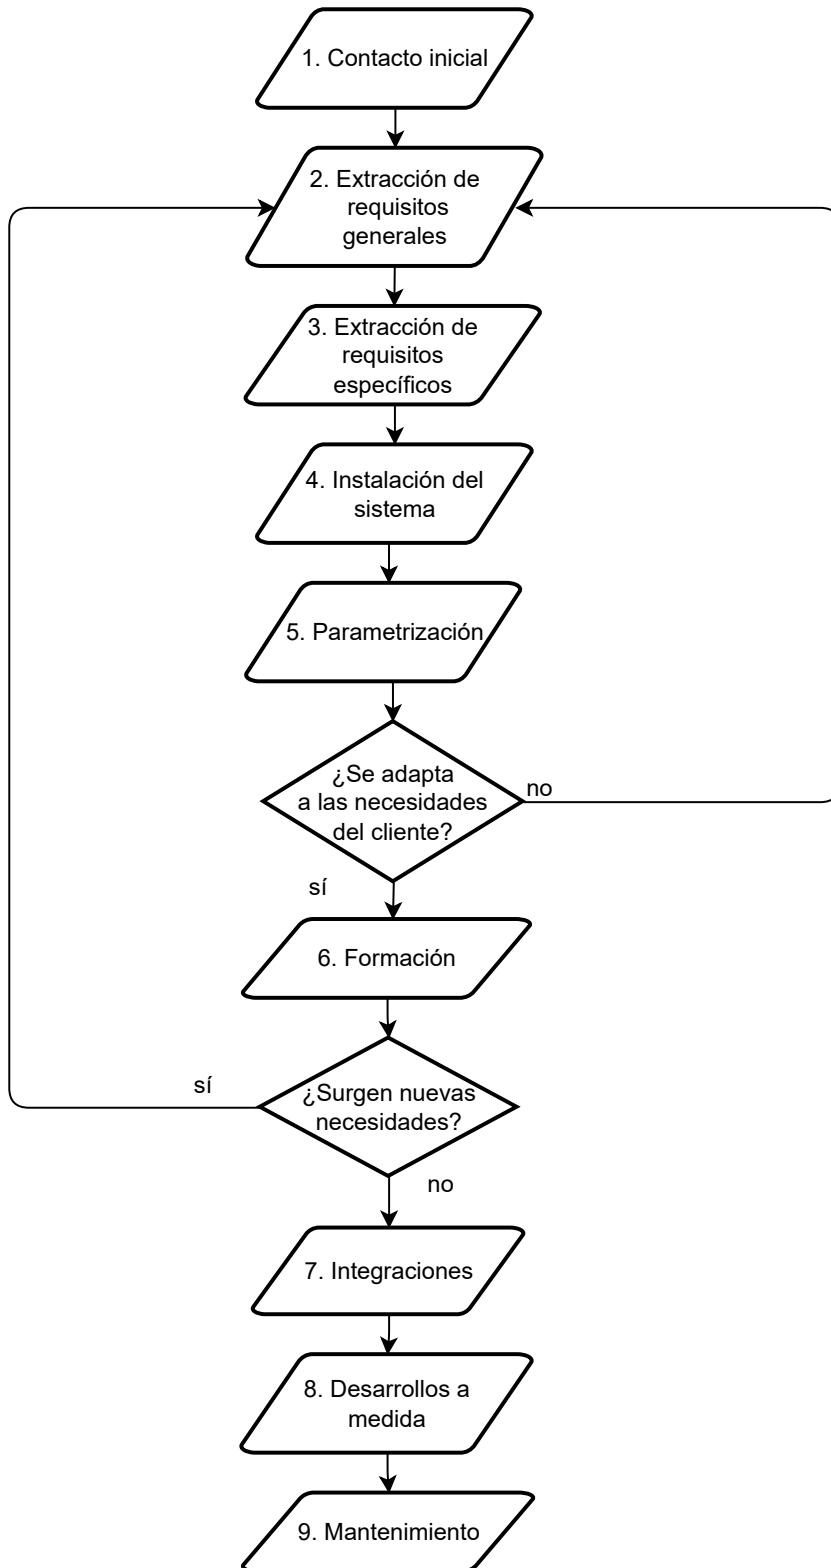 1. Contacto inicial
2. Extracción de
requisitos
generales
3. Extracción de
requisitos
específicos
4. Instalación del
sistema
5. Parametrización
¿Se adapta
a las necesidades
del cliente?
no
sí
6. Formación
sí
¿Surgen nuevas
necesidades?
no
7. Integraciones
8. Desarrollos a
medida
9. Mantenimiento